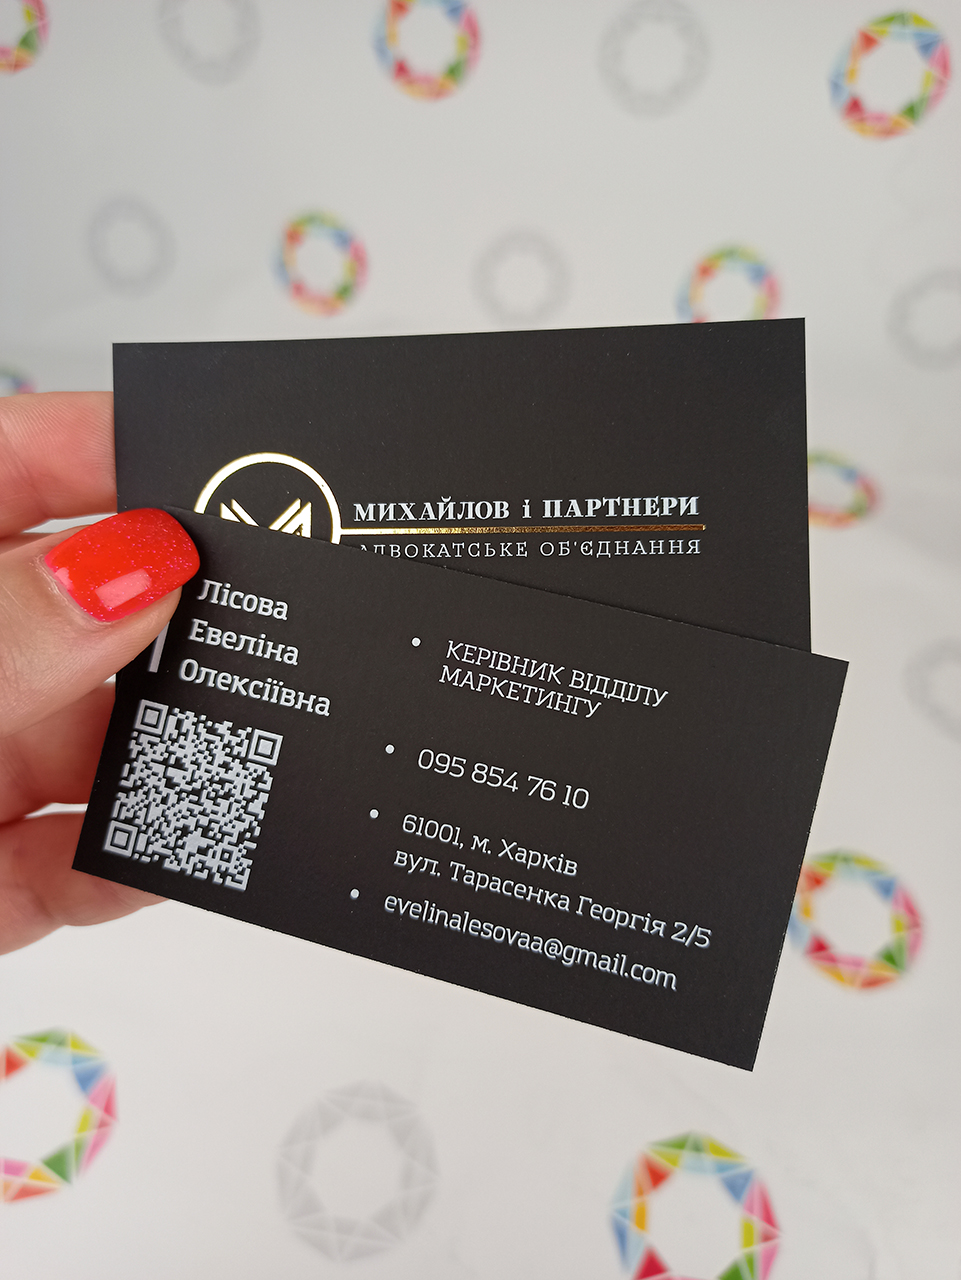 МИХАЙЛОВ і ПАРТНЕРИ
АДВОКАТСЬКЕ ОБ'ЄДНАННЯ
Лісова
Евеліна
Олексіївна
КЕРІВНИК ВІДДІЛУ
МАРКЕТИНГУ
095 854 76 10
61001, м. Харків
вул. Тарасенка Георгія 2/5
evelinalesovaa@gmail.com